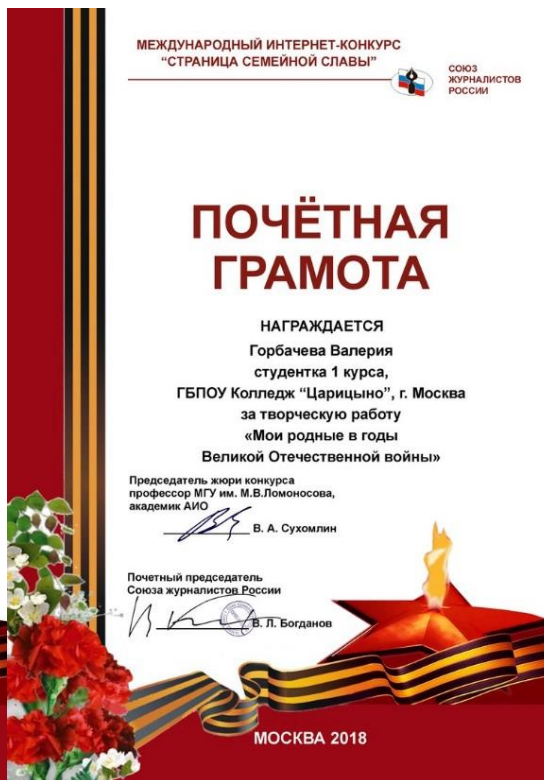 МЕЖДУНАРОДНЫЙ ИНТЕРНЕТ-КОНКУРС
“СТРАНИЦА СЕМЕЙНОЙ СЛАВЫ”
СОЮЗ
ЖУРНАЛИСТОВ
РОССИИ
ПОЧЁТНАЯ
ГРАМОТА
НАГРАЖДАЕТСЯ
Горбачева Валерия
студентка 1 курса,
ГБПОУ Колледж “Царицыно”, г. Москва
за творческую работу
«Мои родные в годы
Великой Отечественной войны»
Председатель жюри конкурса
профессор МГУ им. М.В.Ломоносова,
академик АИО
В. А. Сухомлин
Почетный председатель
Союза журналистов России
В. Л. Богданов
МОСКВА 2018